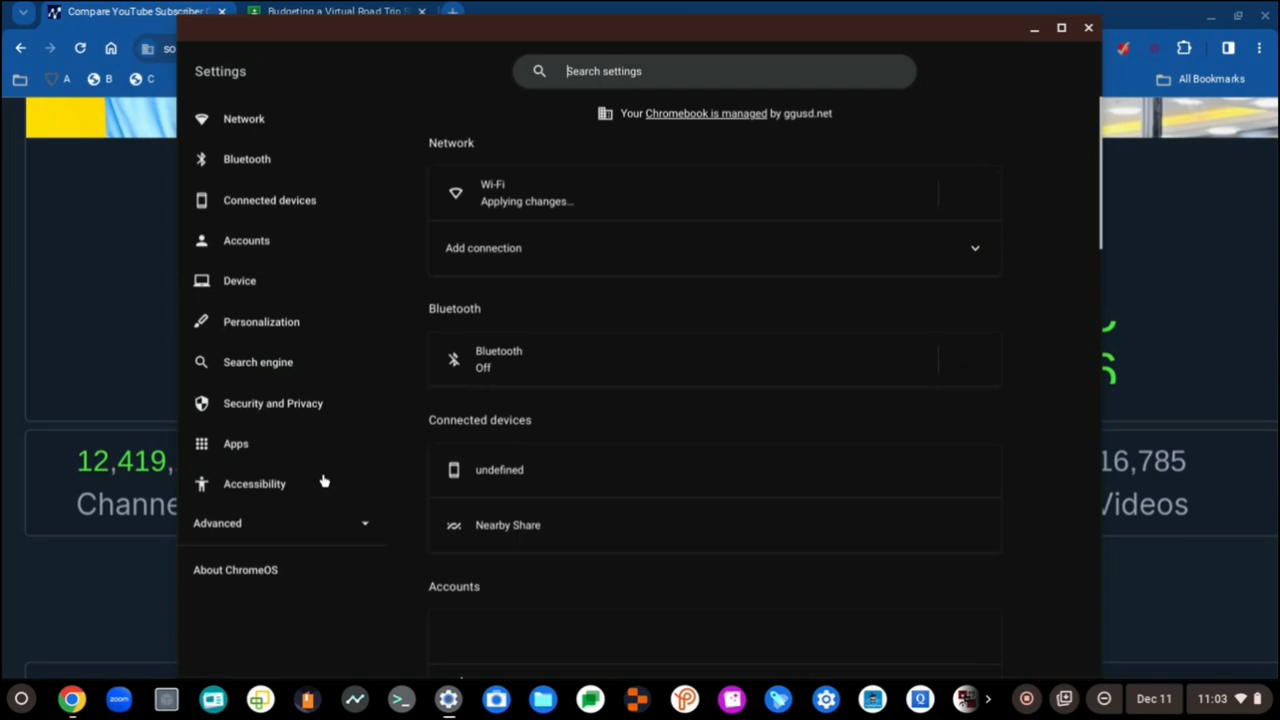 Compare YouTube Subscriber
Budgeting a Virtual Road Trip S
so
A
B
C
All Bookmarks
Settings
Search settings
Your Chromebook is managed by ggusd.net
Network
Bluetooth
Connected devices
Accounts
Device
Personalization
Search engine
Security and Privacy
Apps
Accessibility
Advanced
About ChromeOS
Network
Wi-Fi
Applying changes...
Add connection
Bluetooth
Bluetooth
Off
Connected devices
undefined
Nearby Share
Accounts
12,419,
Channe
16,785
Videos
zoom
Dec 11
11:03